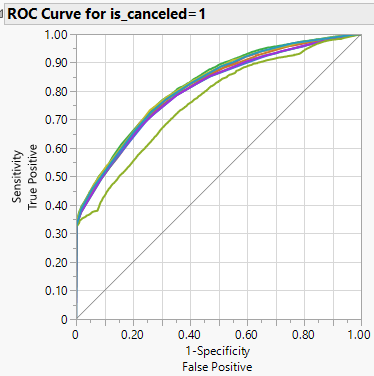 ROC Curve for is_canceled=1
1.00
0.90
0.80
0.70
0.60
0.50
0.40
0.30
0.20
0.10
0
Sensitivity
True Positive
0 0.20 0.40 0.60 0.80 1.00
1-Specificity
False Positive